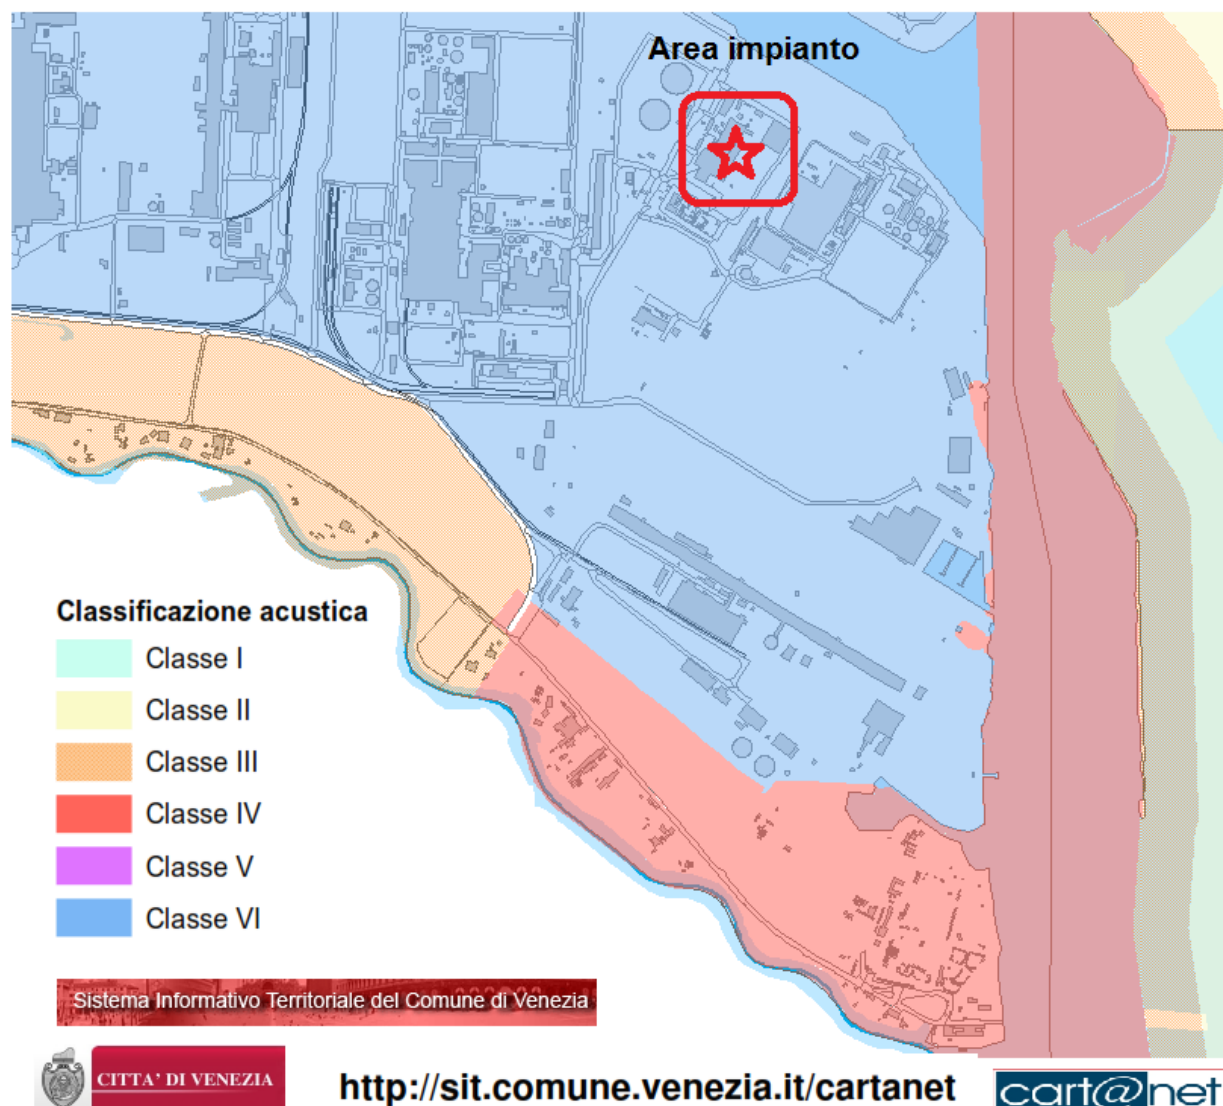 Area impianto
Classificazione acustica
Classe I
Classe II
Classe III
Classe IV
Classe V
Classe VI
Sistema Informativo Territoriale del Comune di Venezia
CITTA' DI VENEZIA
http://sit.comune.venezia.it/cartanet
cart@net